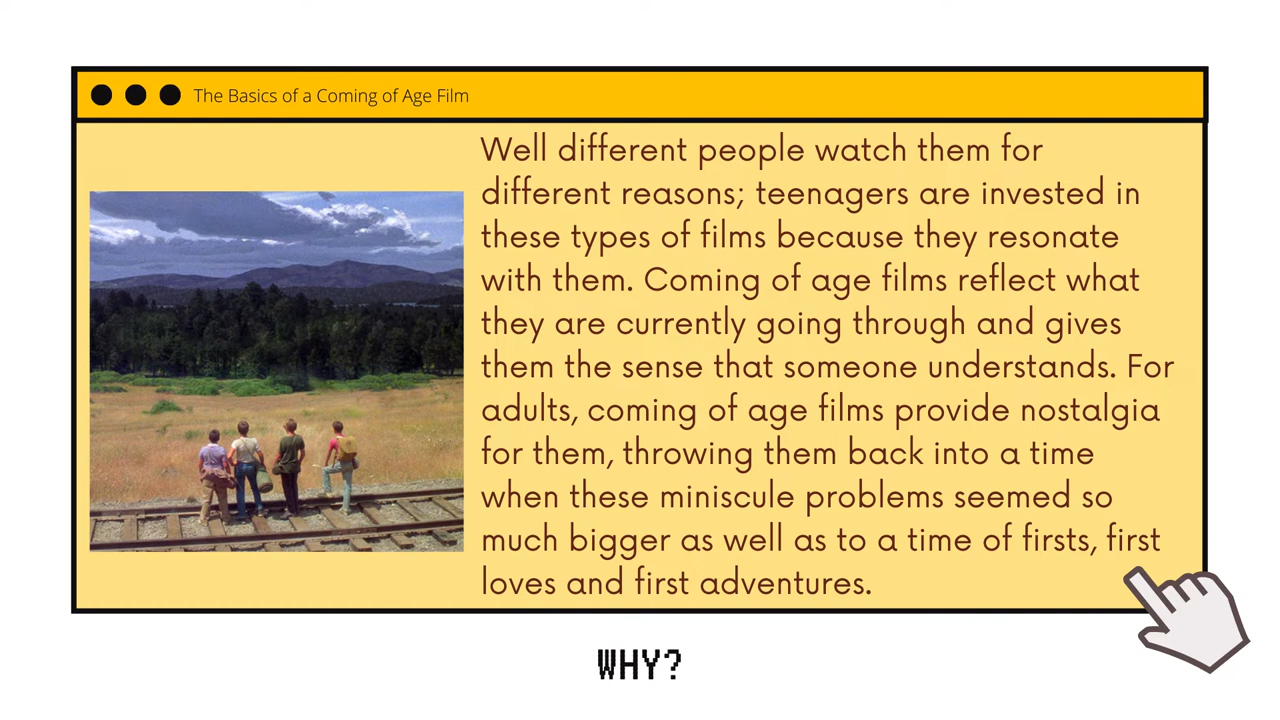 The Basics of a Coming of Age Film
Well different people watch them for
different reasons; teenagers are invested in
these types of films because they resonate
with them. Coming of age films reflect what
they are currently going through and gives
them the sense that someone understands. For
adults, coming of age films provide nostalgia
for them, throwing them back into a time
when these miniscule problems seemed so
much bigger as well as to a time of firsts, first
loves and first adventures.
WHY?